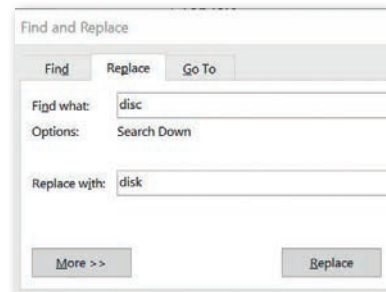 Find and Replace
Find Replace Go To
Find what: disc
Options: Search Down
Replace with: disk
More >> Replace